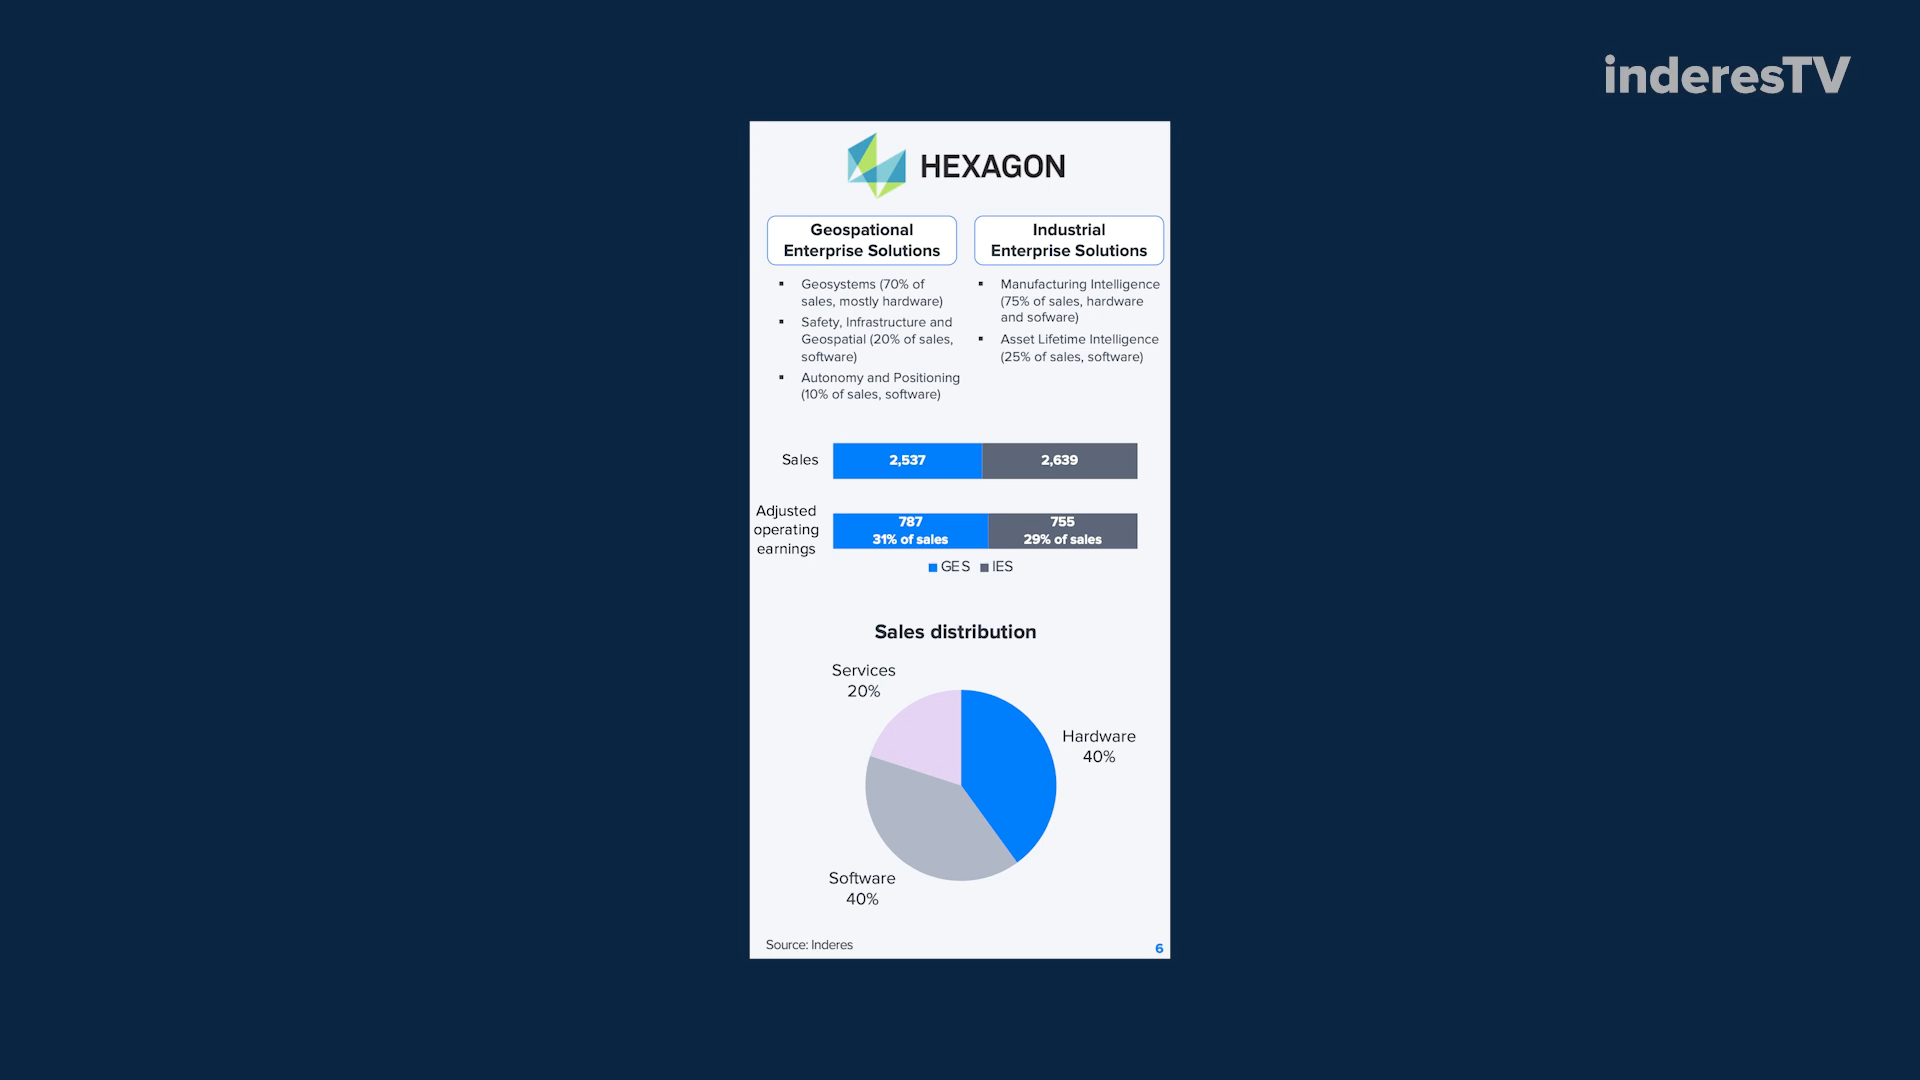 inderesTV
HEXAGON
Geospational
Enterprise Solutions
Industrial
Enterprise Solutions
▪ Geosystems (70% of
sales, mostly hardware)
▪ Safety, Infrastructure and
Geospatial (20% of sales,
software)
▪ Autonomy and Positioning
(10% of sales, software)
▪ Manufacturing Intelligence
(75% of sales, hardware
and sofware)
▪ Asset Lifetime Intelligence
(25% of sales, software)
Sales
2,537
2,639
Adjusted
operating
earnings
787
31% of sales
755
29% of sales
GES
IES
Sales distribution
Services
20%
Hardware
40%
Software
40%
Source: Inderes
6